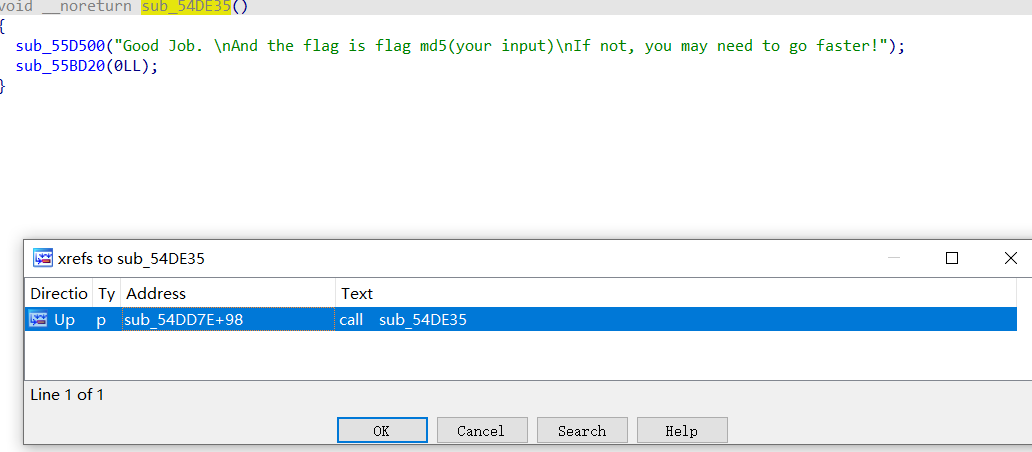 void __noreturn sub_54DE35()
{
sub_55D500("Good Job. \nAnd the flag is flag md5(your input)\nIf not, you may need to go faster!");
sub_55BD20(0LL);
}
xrefs to sub_54DE35
Directio Ty Address Text
Up p sub_54DD7E+98 call sub_54DE35
Line 1 of 1
OK Cancel Search Help